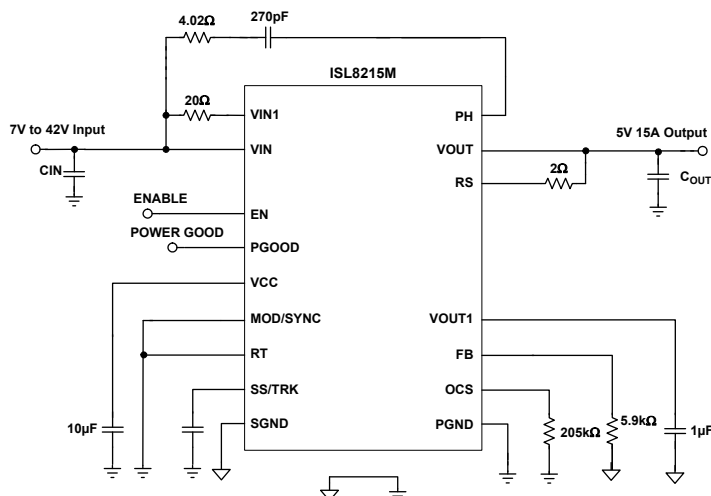 270pF
4.02Ω
ISL8215M
20Ω
VIN1
PH
7V to 42V Input
VIN
VOUT
5V 15A Output
CIN
RS
2Ω
COUT
ENABLE
EN
POWER GOOD
PGOOD
VCC
MOD/SYNC
VOUT1
RT
FB
SS/TRK
OCS
10µF
SGND
PGND
205kΩ
5.9kΩ
1µF